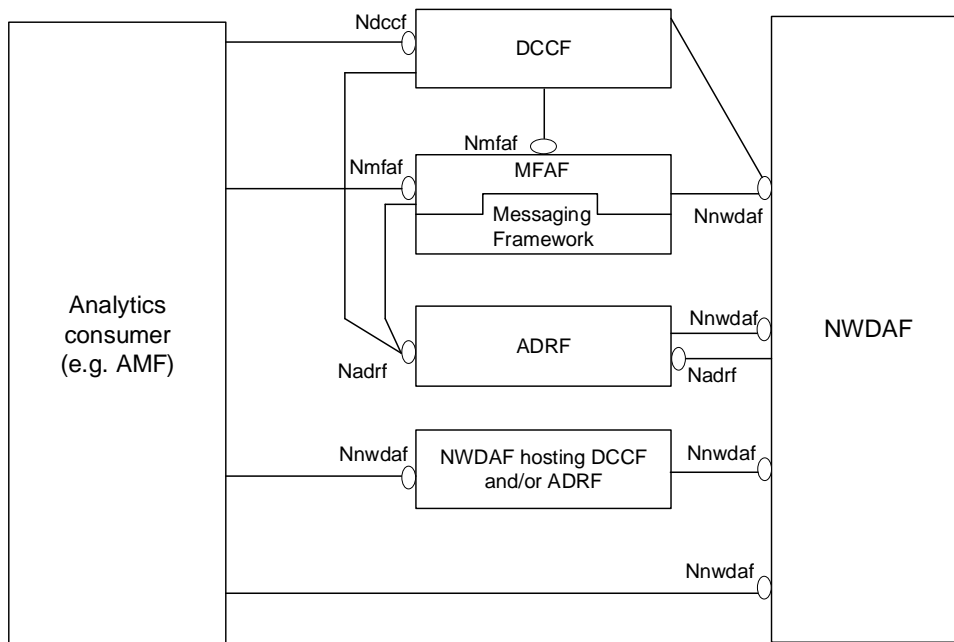 Ndccf
DCCF
Nmfaf
Nmfaf
MFAF
Messaging
Framework
Nnwdaf
Analytics
consumer
(e.g. AMF)
NWDAF
Nnwdaf
ADRF
Nadrf
Nadrf
Nnwdaf
NWDAF hosting DCCF
and/or ADRF
Nnwdaf
Nnwdaf